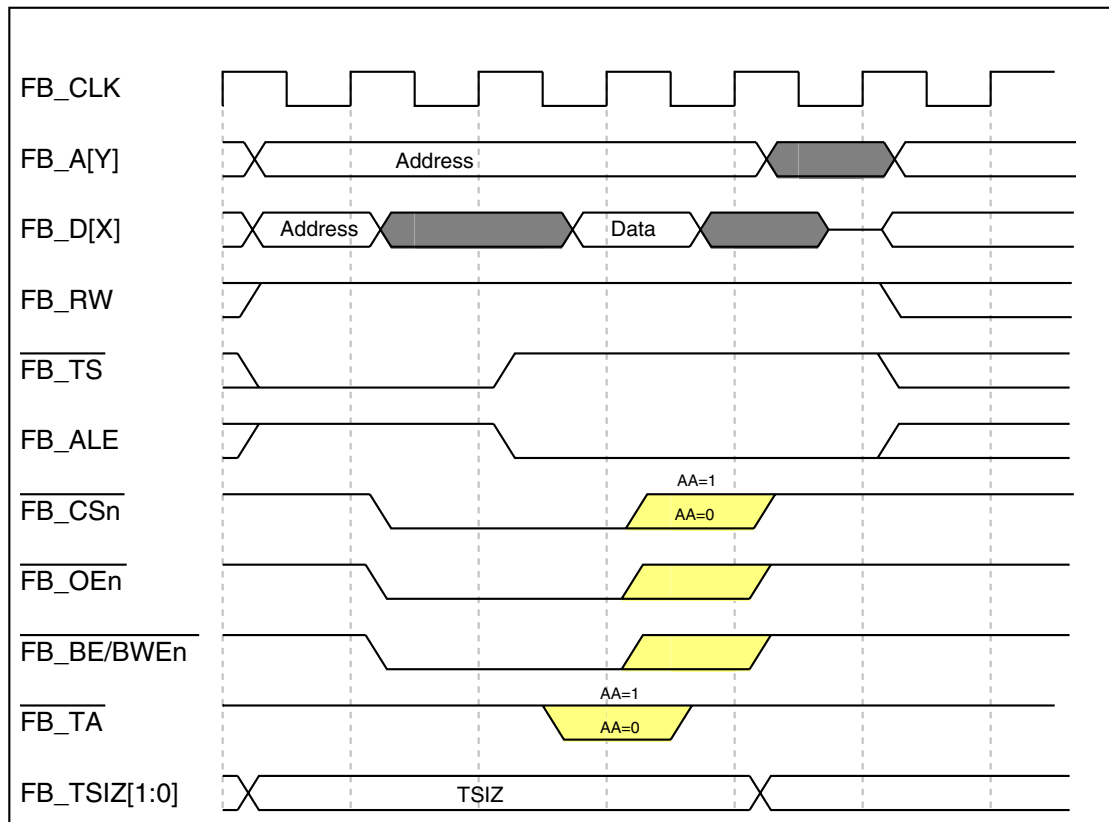 FB_CLK
FB_A[Y] Address
FB_D[X] Address Data
FB_RW
FB_TS
FB_ALE
AA=1
FB_CSn AA=0
FB_OEn
FB_BE/BWEn
AA=1
FB_TA AA=0
FB_TSIZ[1:0] TSIZ